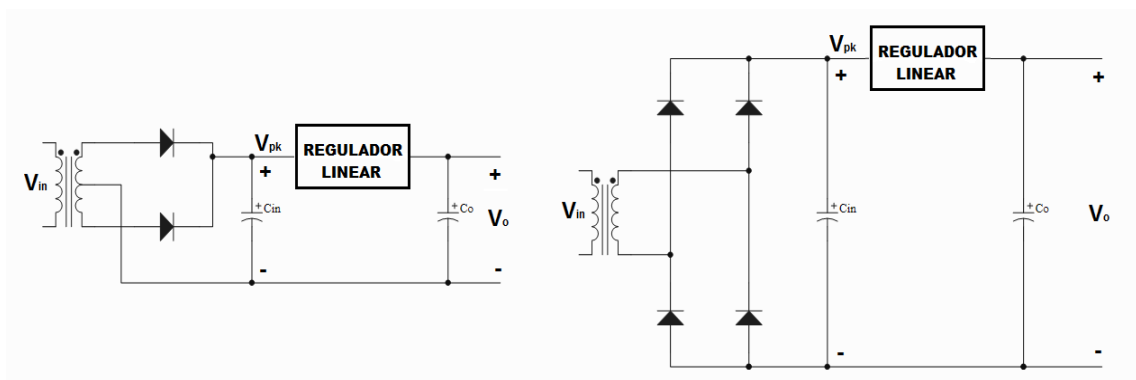 Vpk
+
REGULADOR
LINEAR
Vin
+Cin
+Co
+
Vo
-
-
Vpk
+
REGULADOR
LINEAR
+
Vin
+Cin
+Co
Vo
-
-